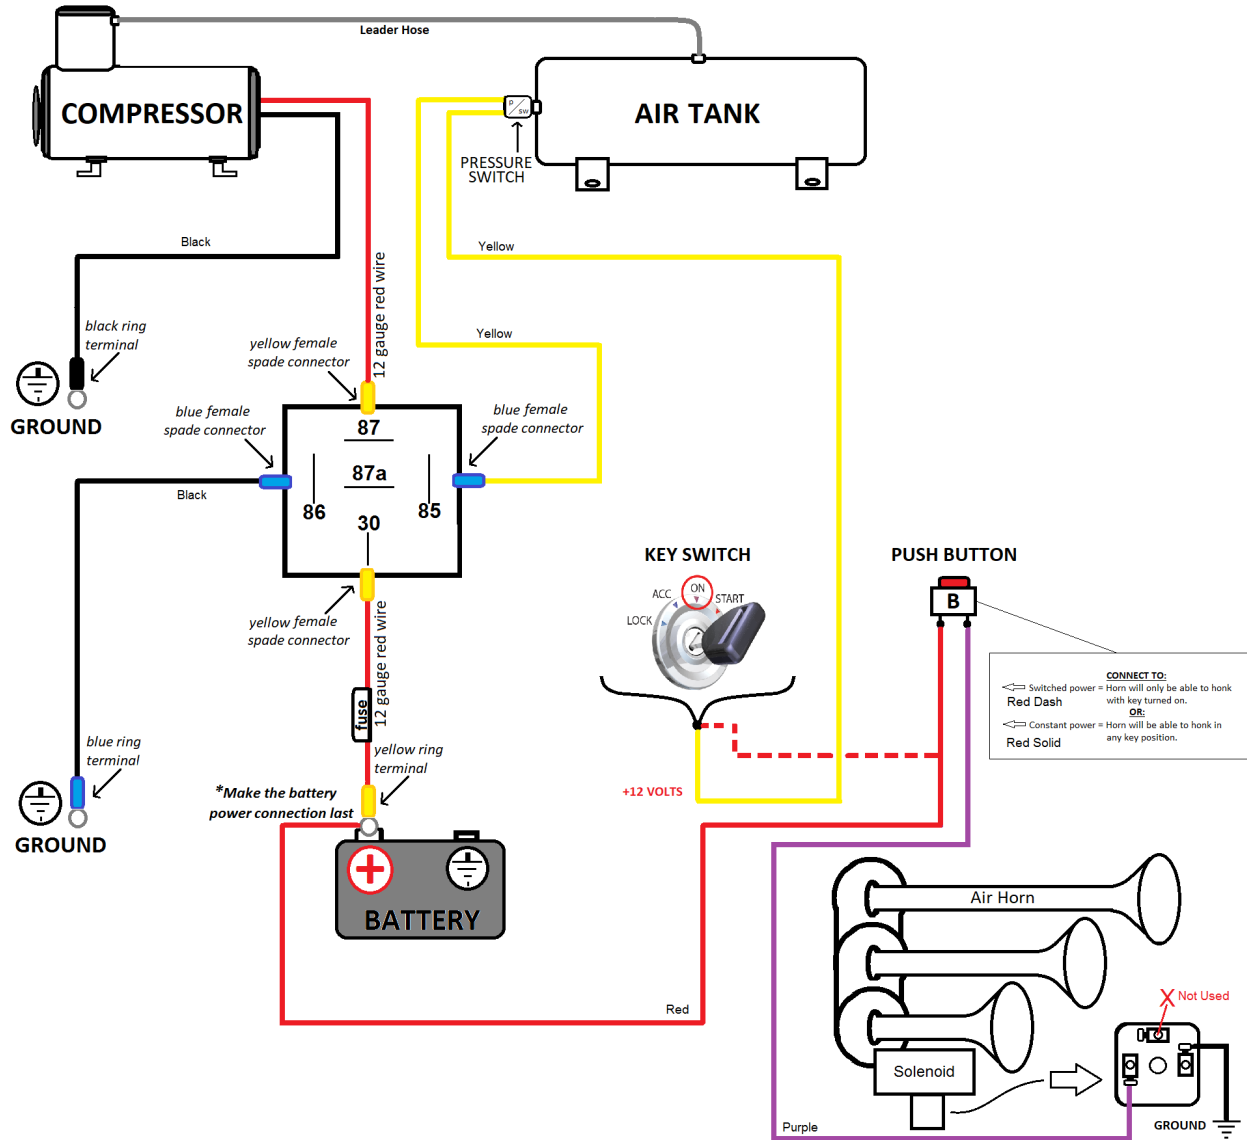 Leader Hose
COMPRESSOR
AIR TANK
P
SW
PRESSURE
SWITCH
Black
Yellow
12 gauge red wire
black ring
terminal
yellow female
spade connector
Yellow
GROUND
blue female
spade connector
blue female
spade connector
87
87a
86
85
30
Black
yellow female
spade connector
12 gauge red wire
fuse
KEY SWITCH
LOCK
ACC
ON
START
PUSH BUTTON
B
CONNECT TO:
Switched power = Horn will only be able to honk
with key turned on.
Red Dash
OR:
Constant power = Horn will be able to honk in
any key position.
Red Solid
blue ring
terminal
yellow ring
terminal
*Make the battery
power connection last
+12 VOLTS
GROUND
+
BATTERY
Red
Air Horn
X Not Used
Solenoid
GROUND
Purple